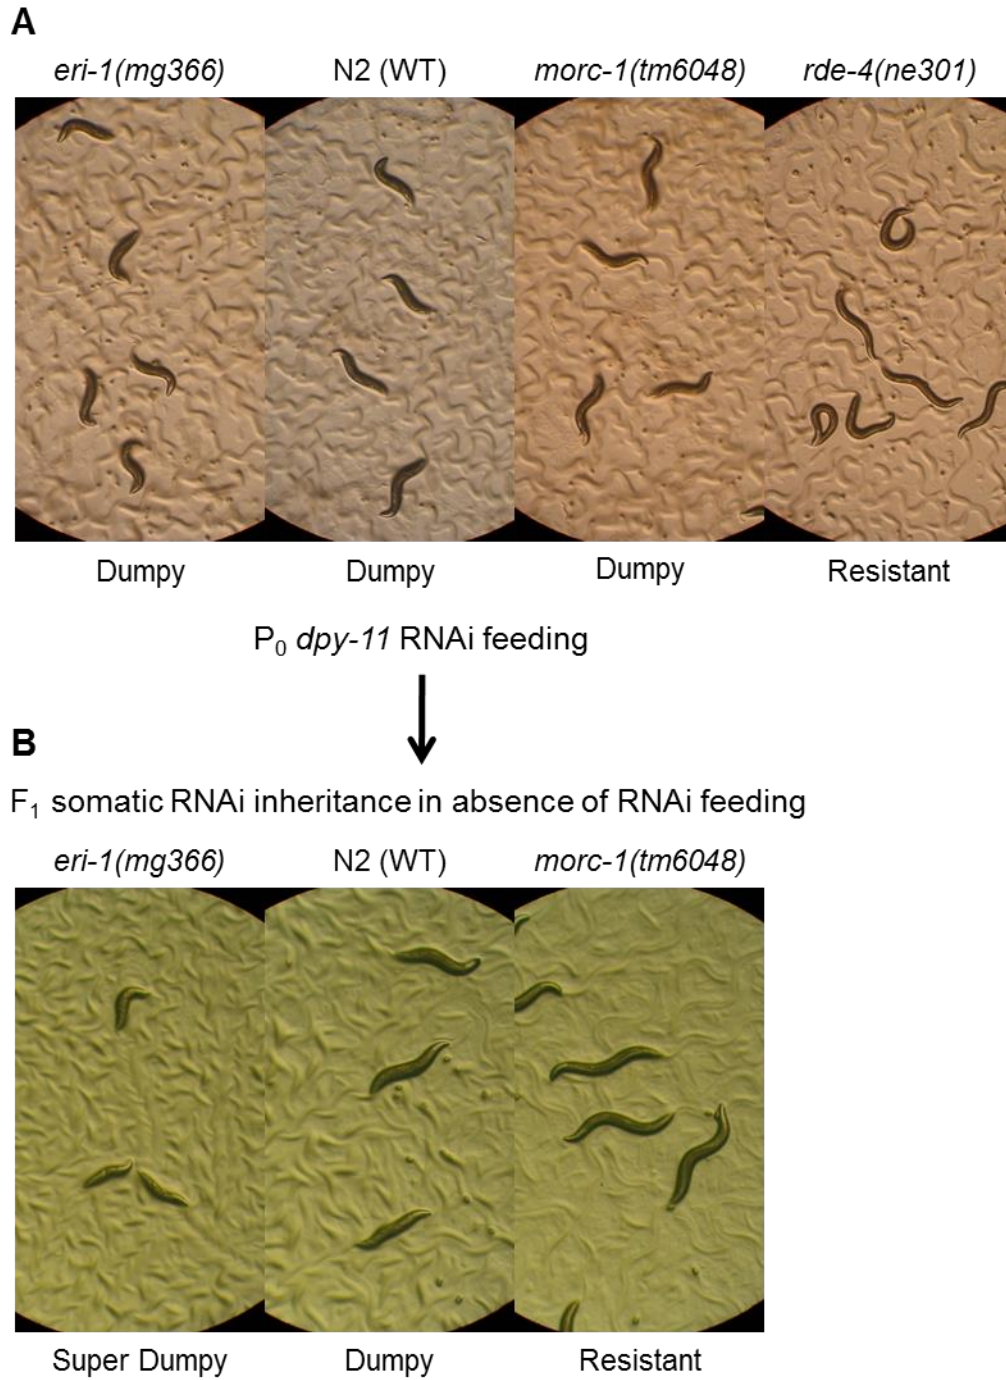 A
eri-1(mg366) N2 (WT) morc-1(tm6048) rde-4(ne301)
Dumpy Dumpy Dumpy Resistant
P0 dpy-11 RNAi feeding
B
F1 somatic RNAi inheritance in absence of RNAi feeding
eri-1(mg366) N2 (WT) morc-1(tm6048)
Super Dumpy Dumpy Resistant